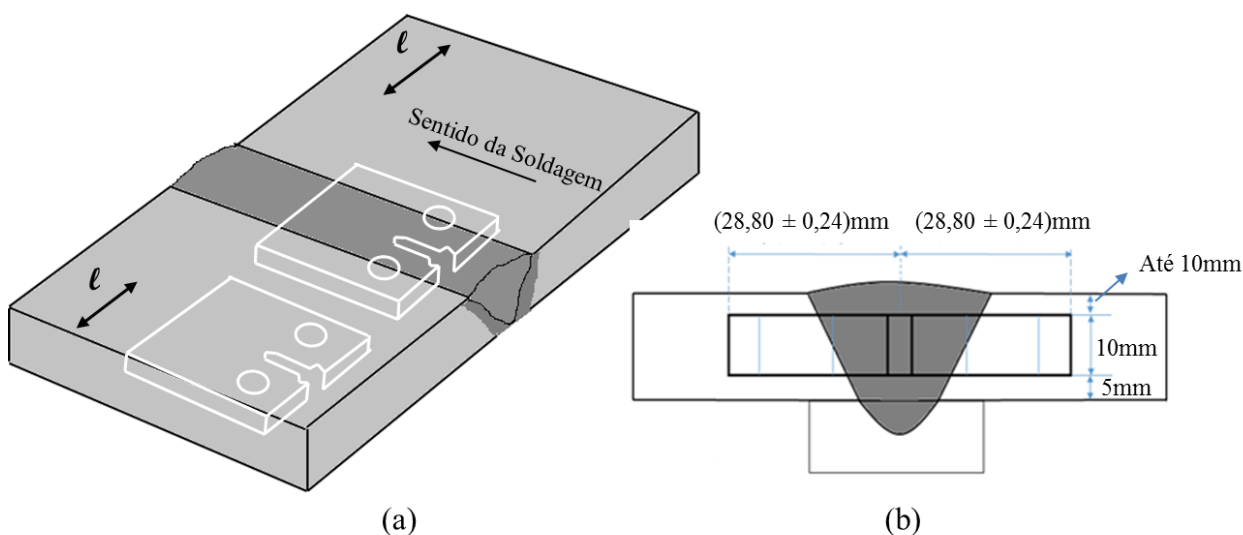 ℓ
Sentido da Soldagem
ℓ
(28,80 ± 0,24)mm (28,80 ± 0,24)mm
Até 10mm
10mm
5mm
(a) (b)